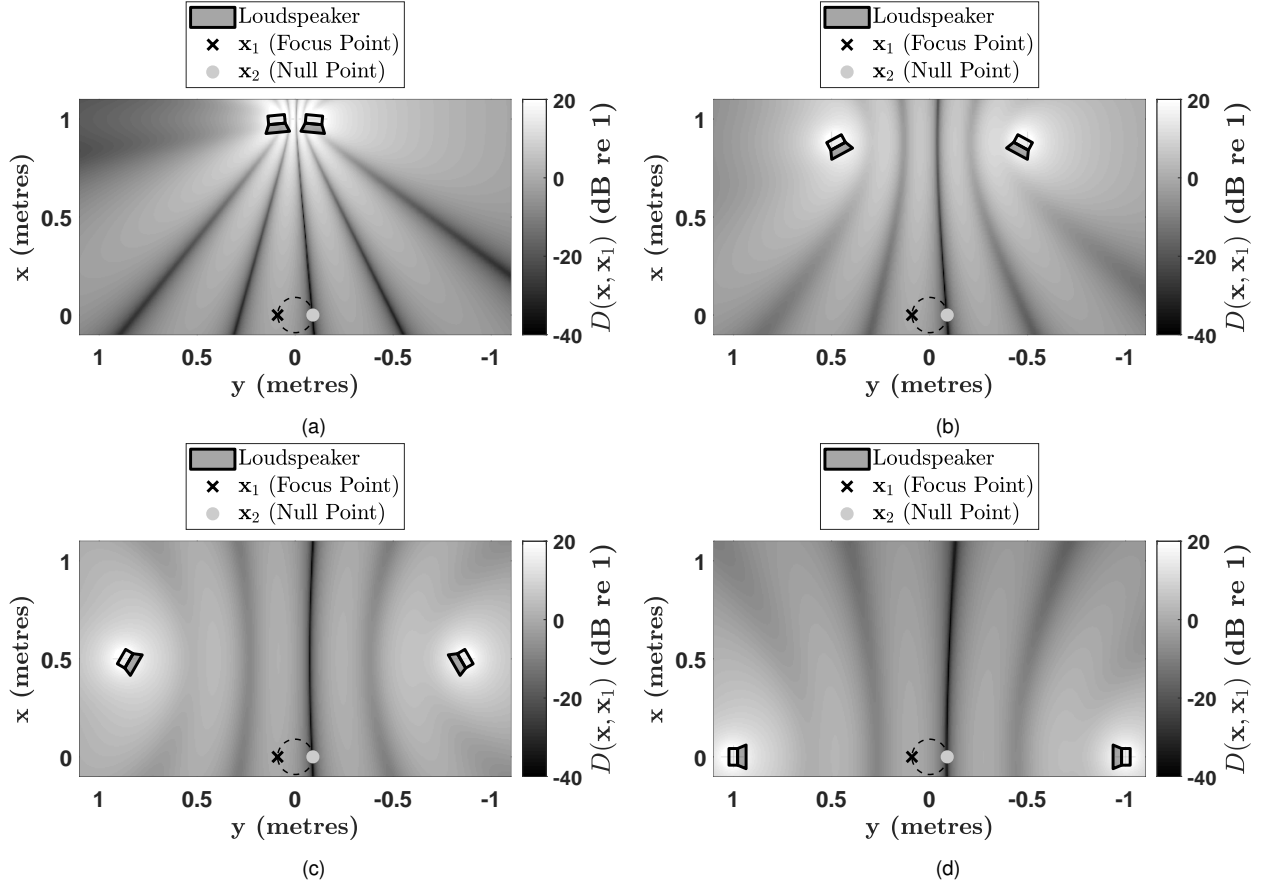 Loudspeaker
x₁ (Focus Point)
x₂ (Null Point)
x (metres)
1
0.5
0
1 0.5 0 -0.5 -1
y (metres)
20
0
-20
-40
D(x, x₁) (dB re 1)
(a)
Loudspeaker
x₁ (Focus Point)
x₂ (Null Point)
x (metres)
1
0.5
0
1 0.5 0 -0.5 -1
y (metres)
20
0
-20
-40
D(x, x₁) (dB re 1)
(b)
Loudspeaker
x₁ (Focus Point)
x₂ (Null Point)
x (metres)
1
0.5
0
1 0.5 0 -0.5 -1
y (metres)
20
0
-20
-40
D(x, x₁) (dB re 1)
(c)
Loudspeaker
x₁ (Focus Point)
x₂ (Null Point)
x (metres)
1
0.5
0
1 0.5 0 -0.5 -1
y (metres)
20
0
-20
-40
D(x, x₁) (dB re 1)
(d)